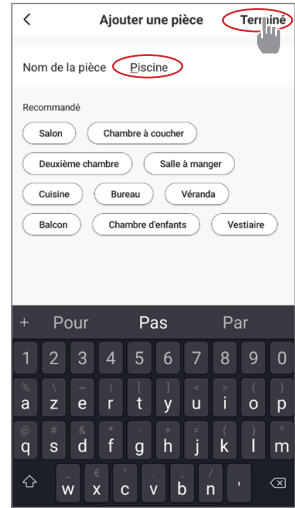 < Ajouter une pièce Terminé
Nom de la pièce Piscine
Recommandé
Salon Chambre à coucher
Deuxième chambre Salle à manger
Cuisine Bureau Véranda
Balcon Chambre d'enfants Vestiaire
+ Pour Pas Par
1 2 3 4 5 6 7 8 9 0
a z e r t y u i o p
q s d f g h j k l m
w x c v b n '